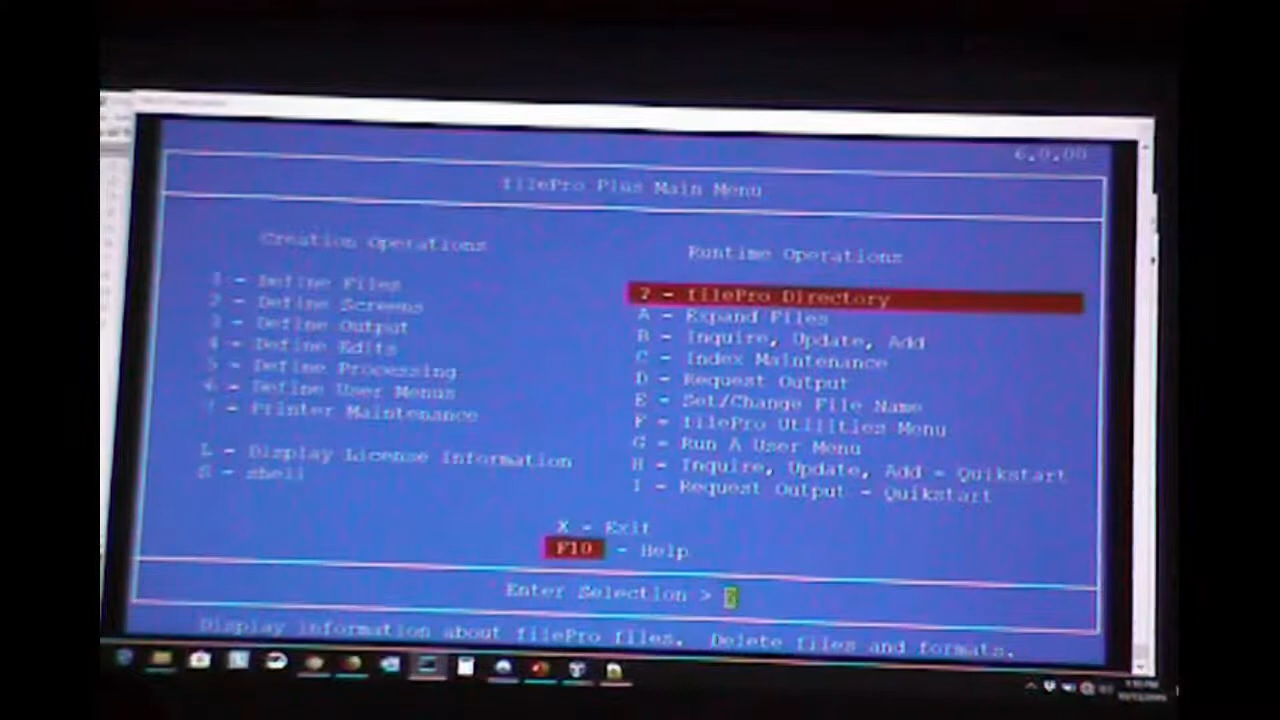 6.0.00
filePro Plus Main Menu
Creation Operations
1 - Define Files
2 - Define Screens
3 - Define Output
4 - Define Edits
5 - Define Processing
6 - Define User Menus
7 - Printer Maintenance
L - Display License Information
S - shell
Runtime Operations
? - filePro Directory
A - Expand Files
B - Inquire, Update, Add
C - Index Maintenance
D - Request Output
E - Set/Change File Name
F - filePro Utilities Menu
G - Run A User Menu
H - Inquire, Update, Add - Quikstart
I - Request Output - Quikstart
X - Exit
F10 - Help
Enter Selection >
Display information about filePro files. Delete files and formats.